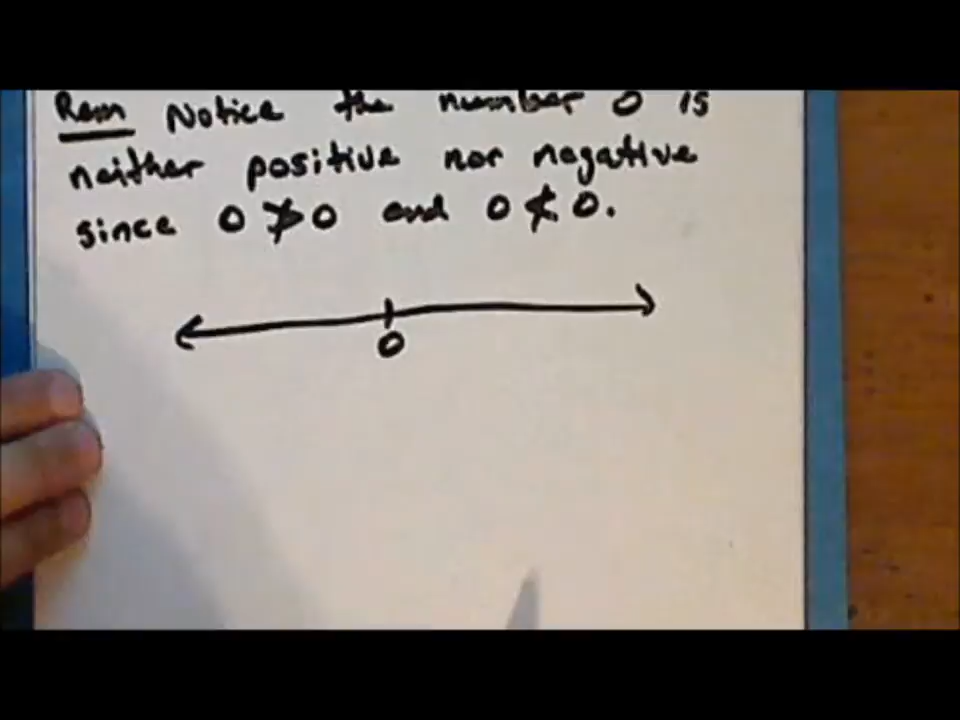 Rem Notice the number 0 is
neither positive nor negative
since 0 ≯ 0 and 0 ≮ 0.
0